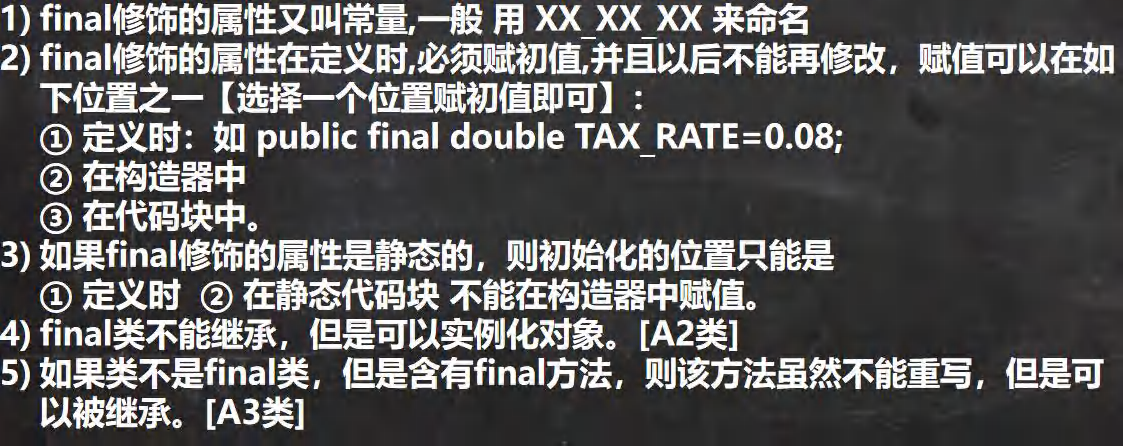 1) final修饰的属性又叫常量,一般 用 XX_XX_XX 来命名
2) final修饰的属性在定义时,必须赋初值,并且以后不能再修改，赋值可以在如
下位置之一【选择一个位置赋初值即可】：
① 定义时：如 public final double TAX_RATE=0.08;
② 在构造器中
③ 在代码块中。
3) 如果final修饰的属性是静态的，则初始化的位置只能是
① 定义时 ② 在静态代码块 不能在构造器中赋值。
4) final类不能继承，但是可以实例化对象。[A2类]
5) 如果类不是final类，但是含有final方法，则该方法虽然不能重写，但是可
以被继承。[A3类]